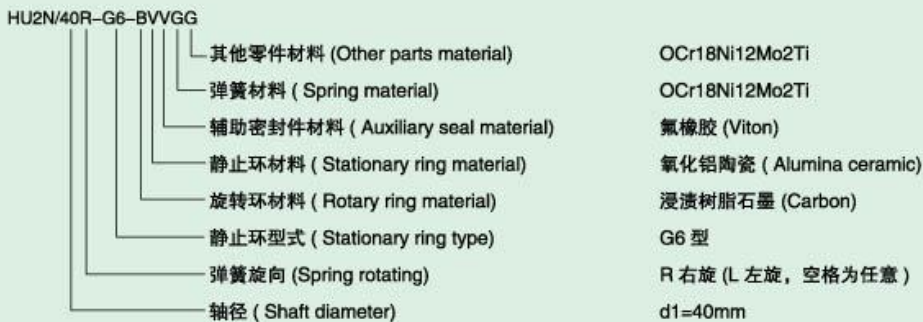 HU2N/40R-G6-BVVGG
其他零件材料 (Other parts material) OCr18Ni12Mo2Ti
弹簧材料 ( Spring material) OCr18Ni12Mo2Ti
辅助密封件材料 ( Auxiliary seal material) 氟橡胶 (Viton)
静止环材料 ( Stationary ring material) 氧化铝陶瓷 ( Alumina ceramic)
旋转环材料 ( Rotary ring material) 浸渍树脂石墨 (Carbon)
静止环型式 ( Stationary ring type) G6 型
弹簧旋向 (Spring rotating) R 右旋 (L 左旋，空格为任意 )
轴径 ( Shaft diameter) d1=40mm